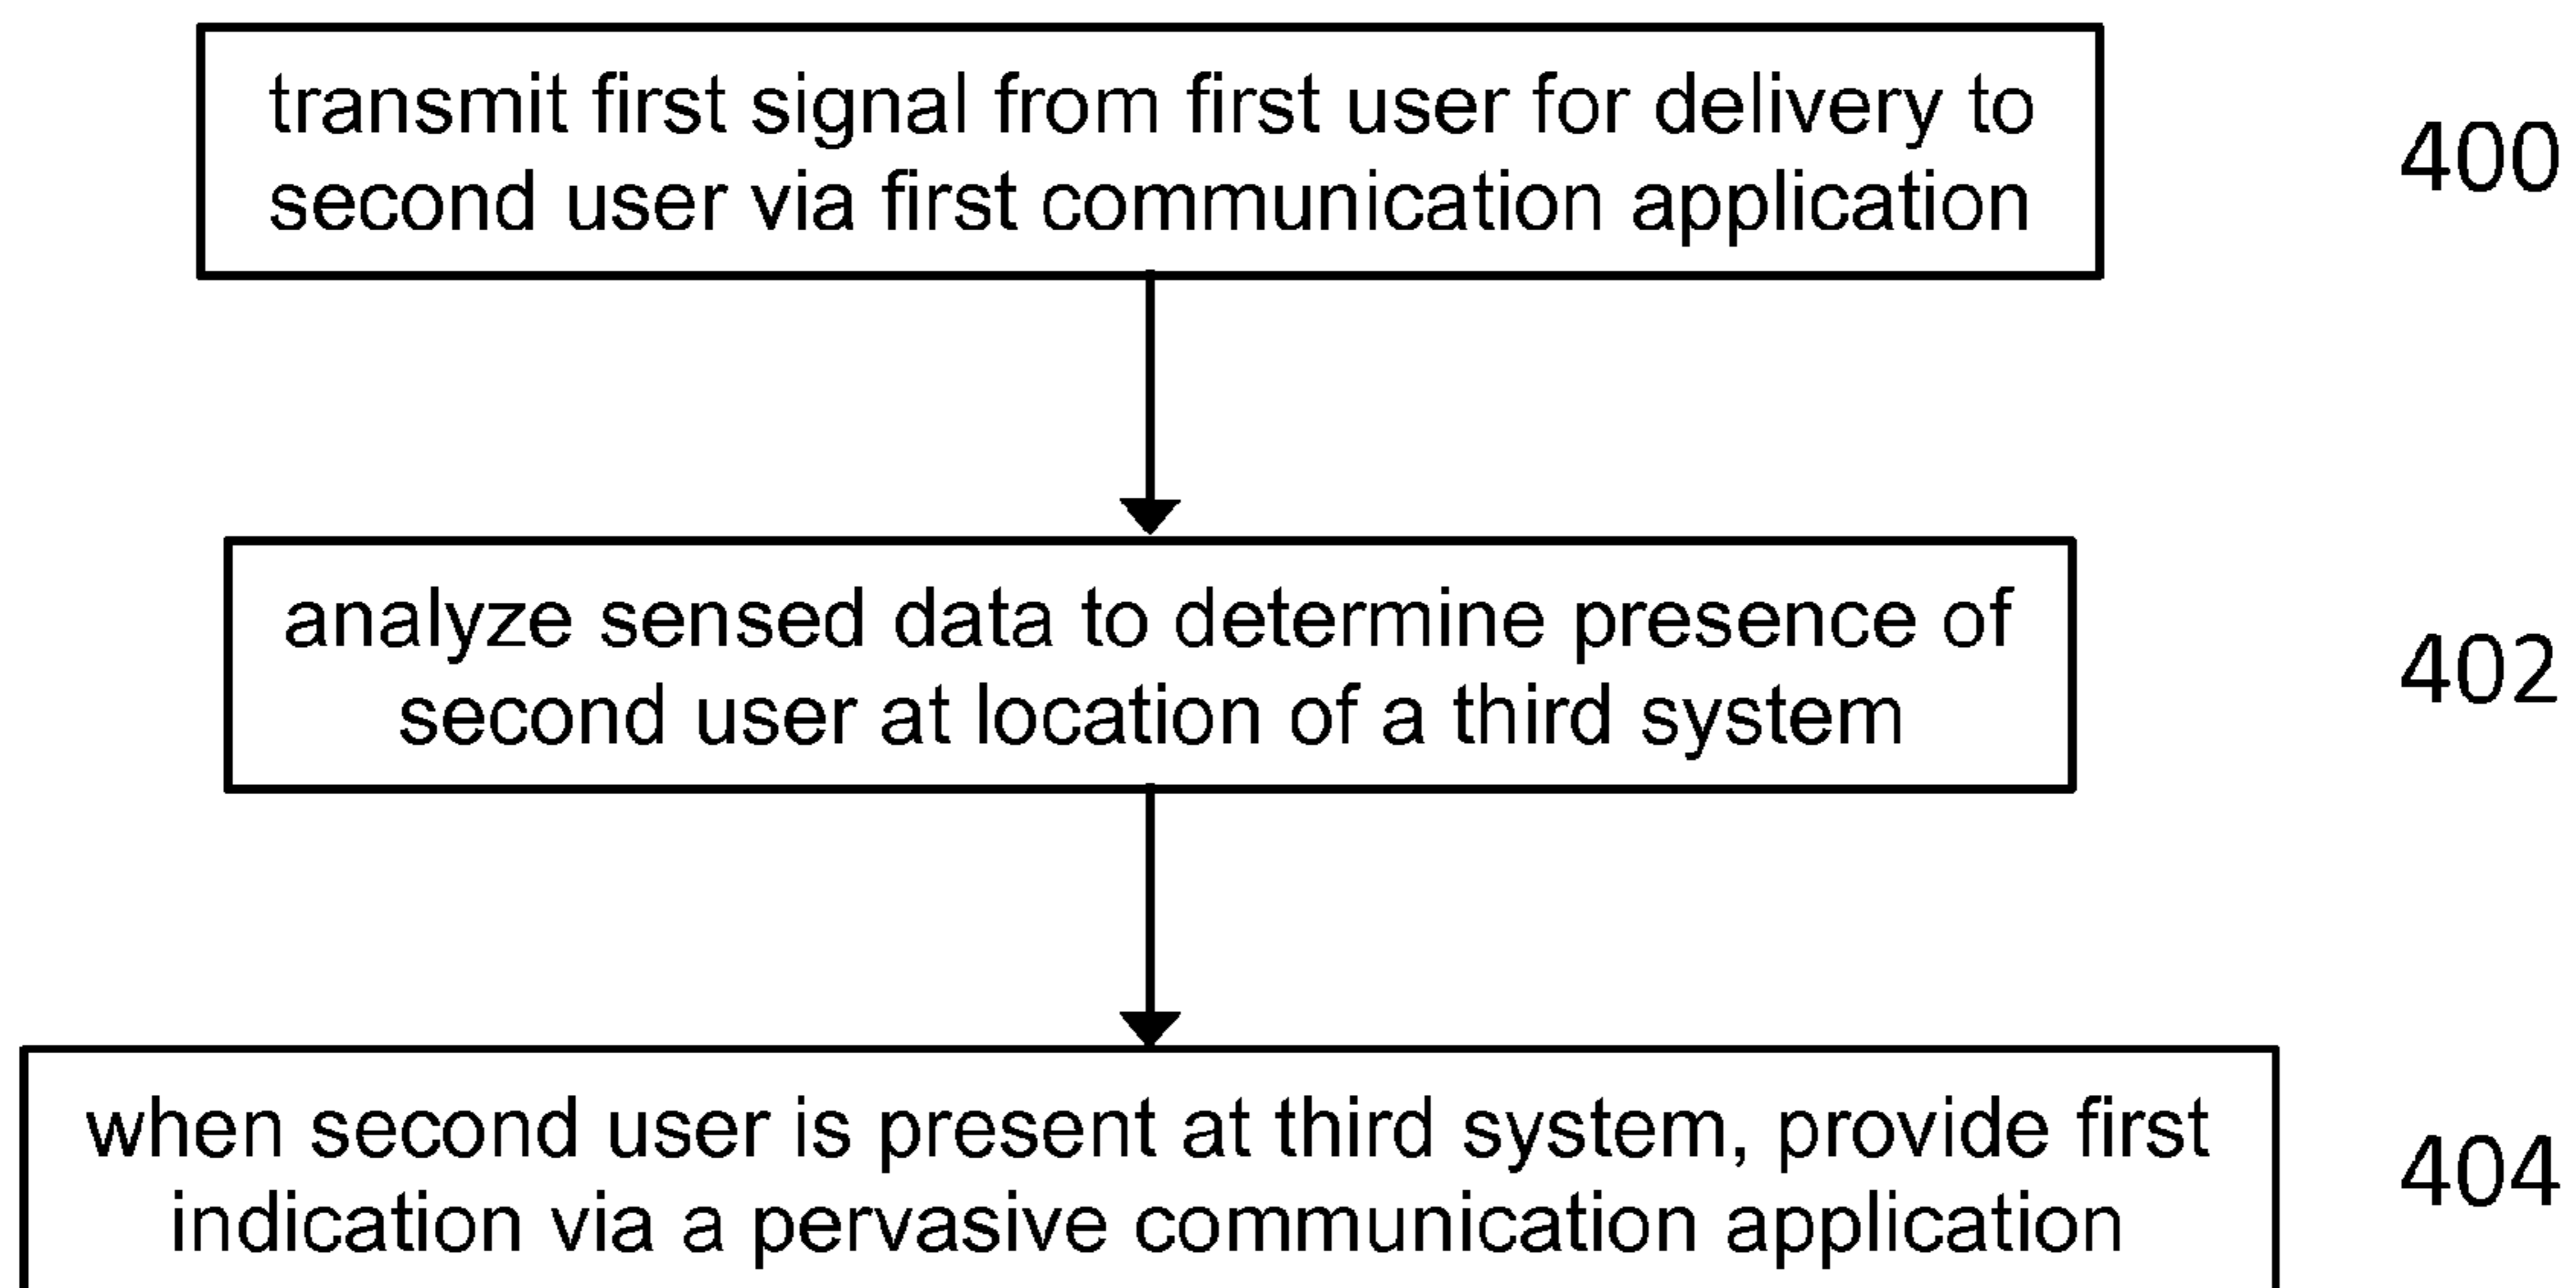 transmit first signal from first user for delivery to
second user via first communication application
400
analyze sensed data to determine presence of
second user at location of a third system
402
when second user is present at third system, provide first
indication via a pervasive communication application
404